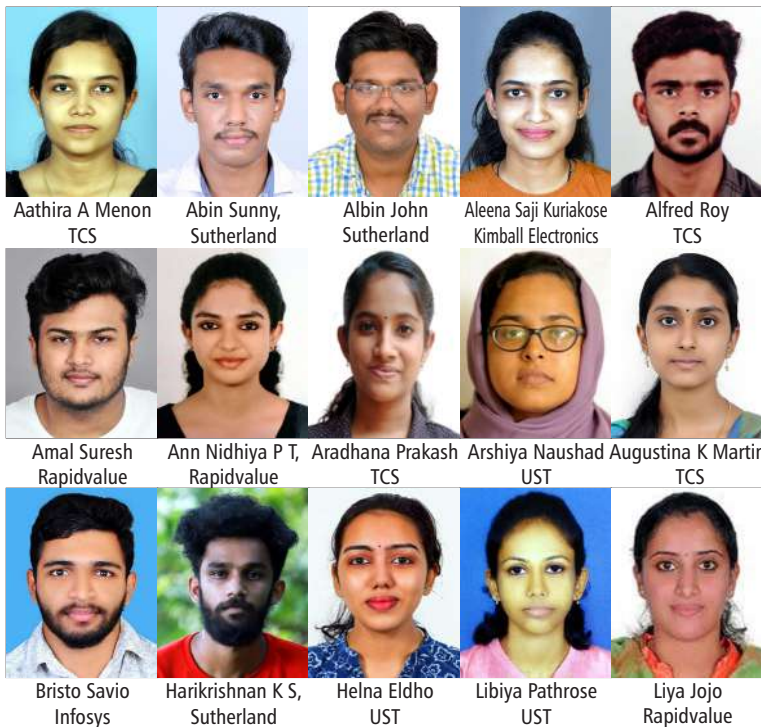 Aathira A Menon
TCS
Abin Sunny,
Sutherland
Albin John
Sutherland
Aleena Saji Kuriakose
Kimball Electronics
Alfred Roy
TCS
Amal Suresh
Rapidvalue
Ann Nidhiya P T,
Rapidvalue
Aradhana Prakash
TCS
Arshiya Naushad
UST
Augustina K Martin
TCS
Bristo Savio
Infosys
Harikrishnan K S,
Sutherland
Helna Eldho
UST
Libiya Pathrose
UST
Liya Jojo
Rapidvalue